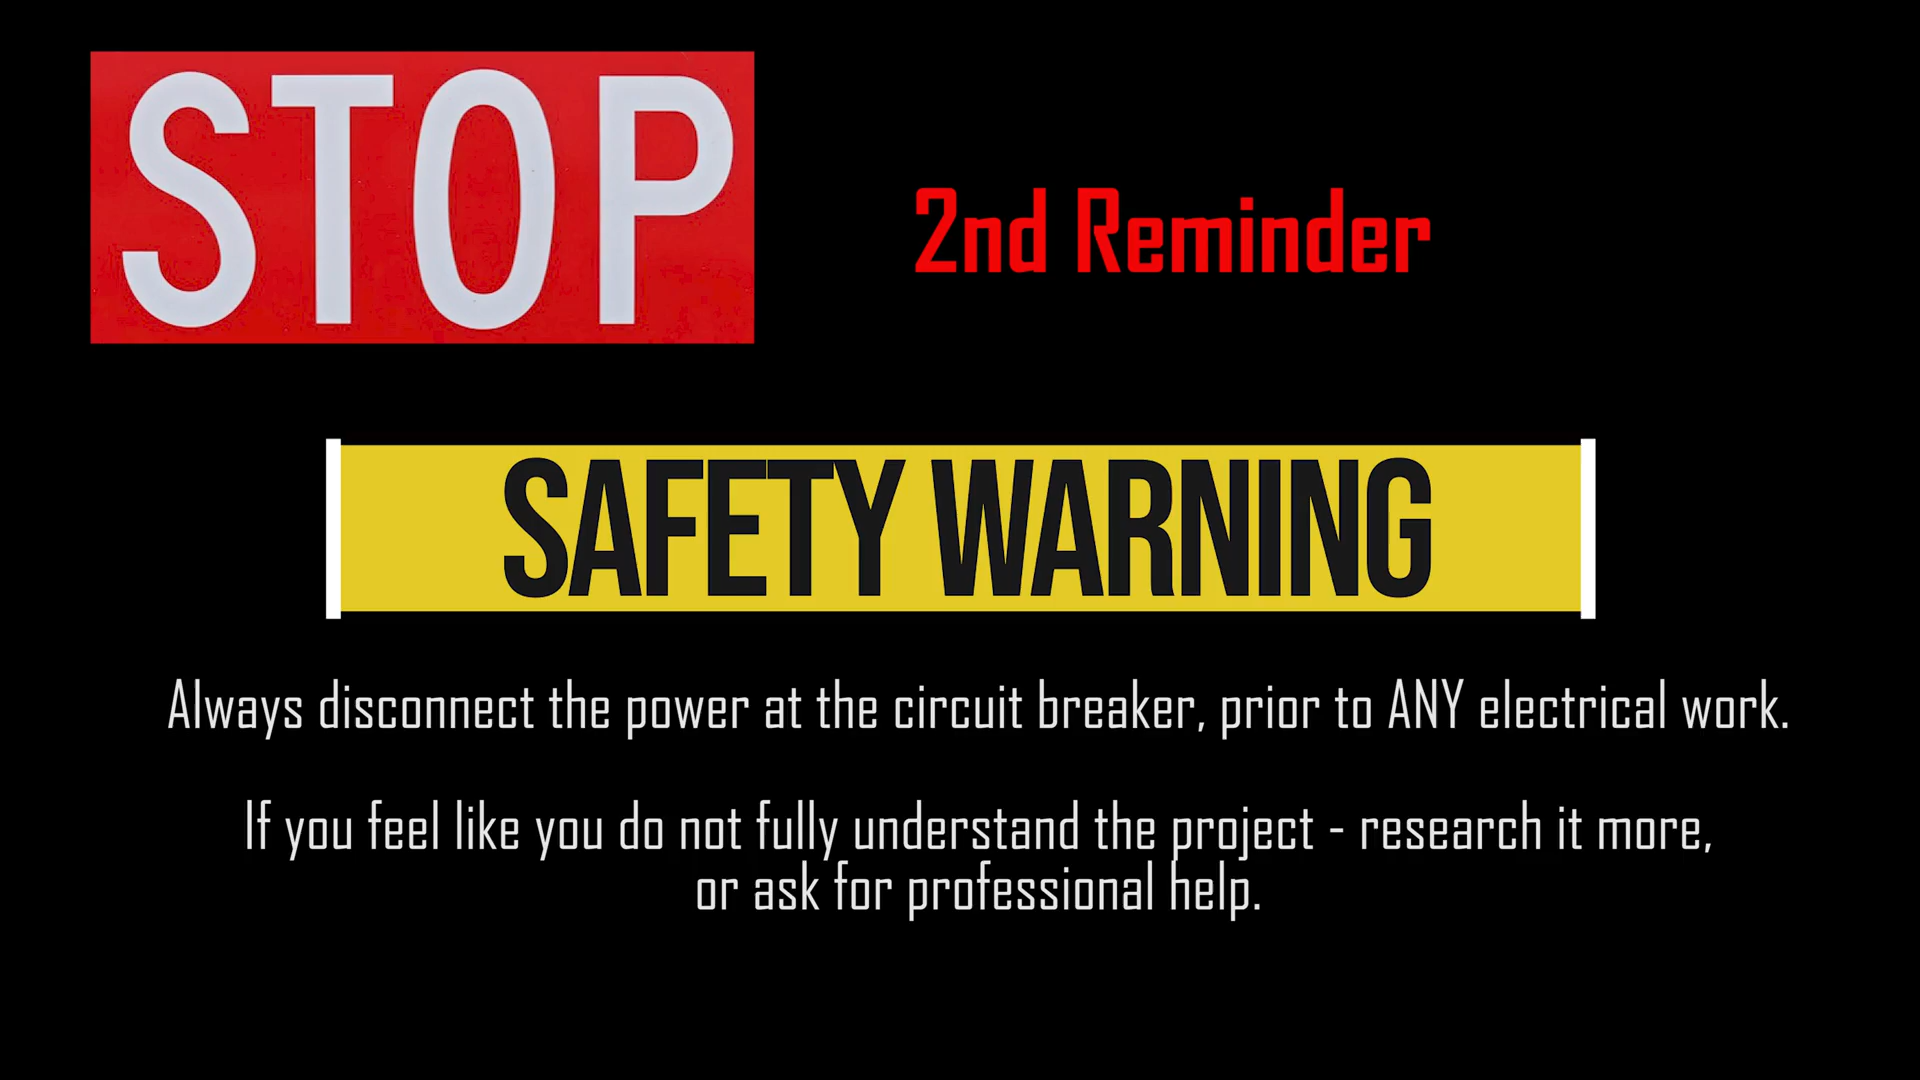 STOP
2nd Reminder
SAFETY WARNING
Always disconnect the power at the circuit breaker, prior to ANY electrical work.
If you feel like you do not fully understand the project - research it more,
or ask for professional help.